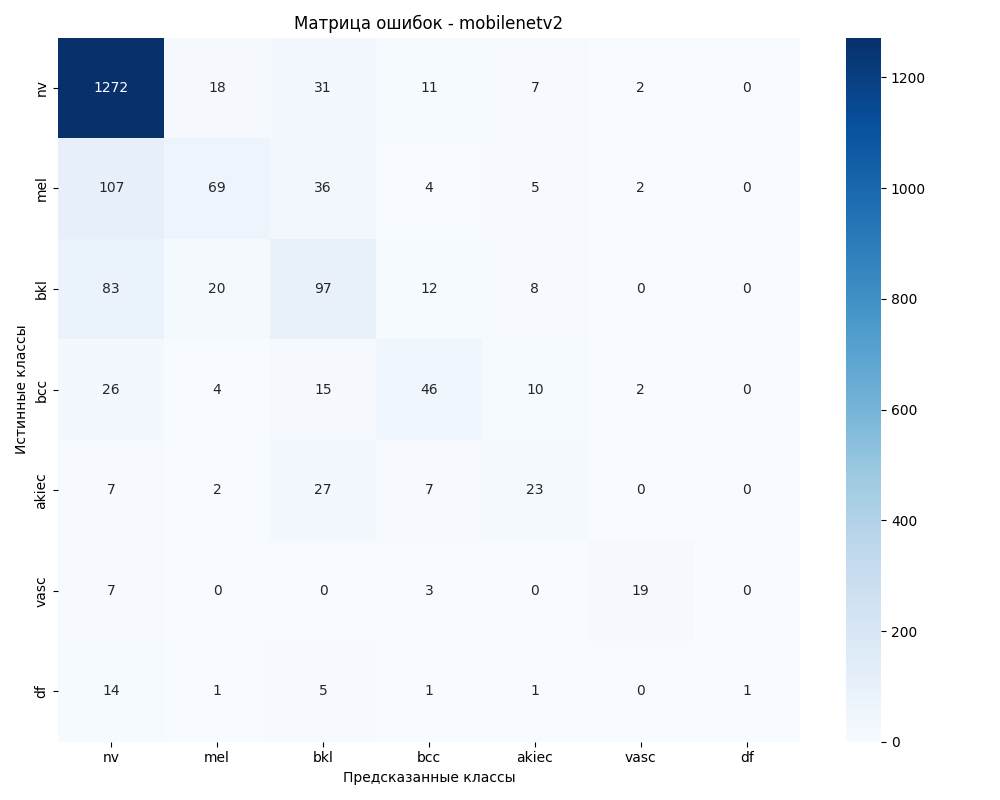 Матрица ошибок - mobilenetv2
Истинные классы
nv 1272 18 31 11 7 2 0
mel 107 69 36 4 5 2 0
bkl 83 20 97 12 8 0 0
bcc 26 4 15 46 10 2 0
akiec 7 2 27 7 23 0 0
vasc 7 0 0 3 0 19 0
df 14 1 5 1 1 0 1
nv mel bkl bcc akiec vasc df
Предсказанные классы
1200
1000
800
600
400
200
0